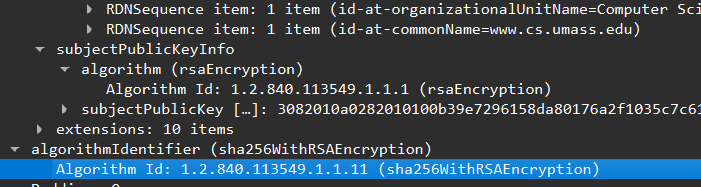 RDNSequence item: 1 item (id-at-organizationalUnitName=Computer Sci
RDNSequence item: 1 item (id-at-commonName=www.cs.umass.edu)
subjectPublicKeyInfo
algorithm (rsaEncryption)
Algorithm Id: 1.2.840.113549.1.1.1 (rsaEncryption)
subjectPublicKey […]: 3082010a0282010100b39e7296158da80176a2f1035c7c61
extensions: 10 items
algorithmIdentifier (sha256WithRSAEncryption)
Algorithm Id: 1.2.840.113549.1.1.11 (sha256WithRSAEncryption)